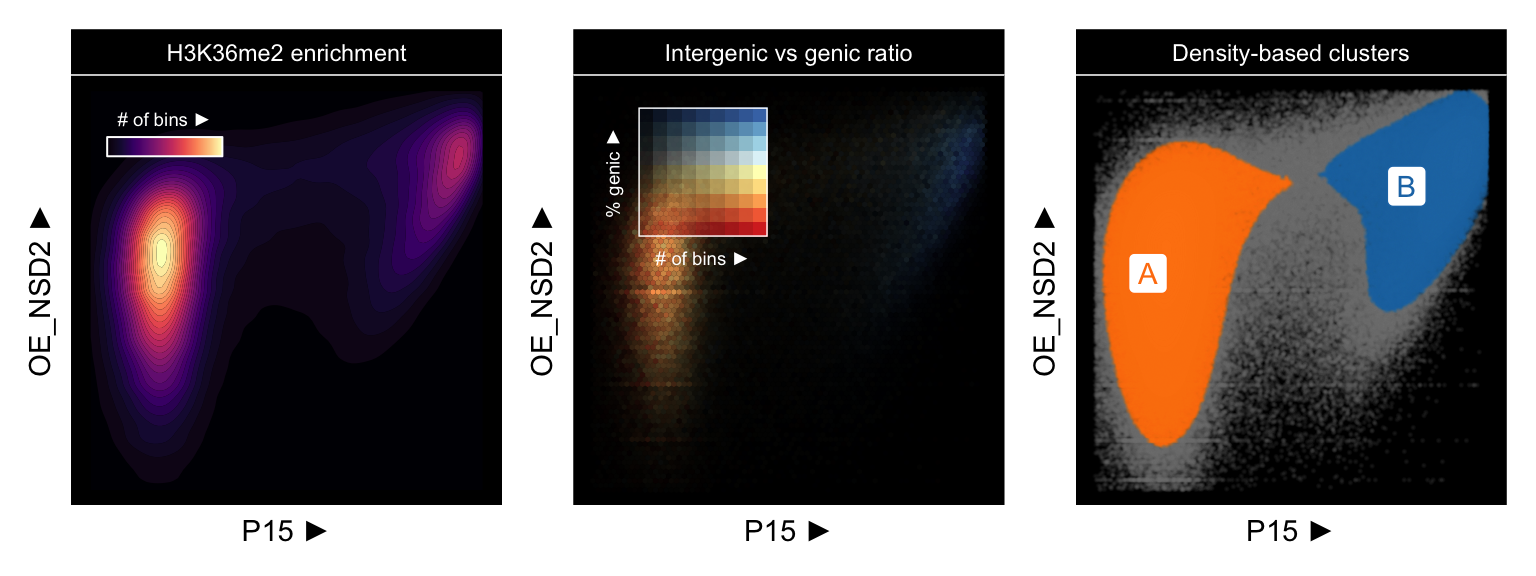 H3K36me2 enrichment
# of bins ►
OE_NSD2 ►
P15 ►
Intergenic vs genic ratio
% genic ►
# of bins ►
OE_NSD2 ►
P15 ►
Density-based clusters
A
B
OE_NSD2 ►
P15 ►